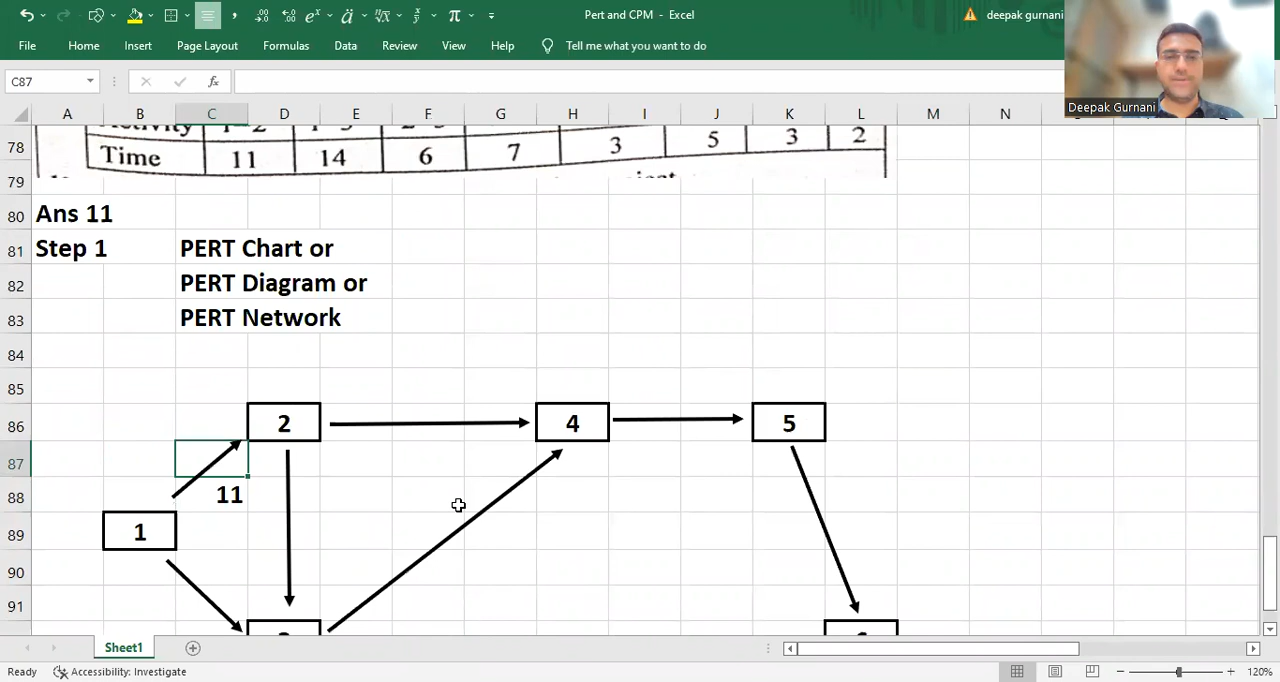 Pert and CPM - Excel
deepak gurnani
File Home Insert Page Layout Formulas Data Review View Help Tell me what you want to do
Deepak Gurnani
C87
fx
A B C D E F G H I J K L M N
78
Time 11 14 6 7 3 5 3 2
79
80 Ans 11
81 Step 1 PERT Chart or
82 PERT Diagram or
83 PERT Network
84
85
86 2 4 5
87
88 11
89 1
90
91
Sheet1
Ready Accessibility: Investigate 120%